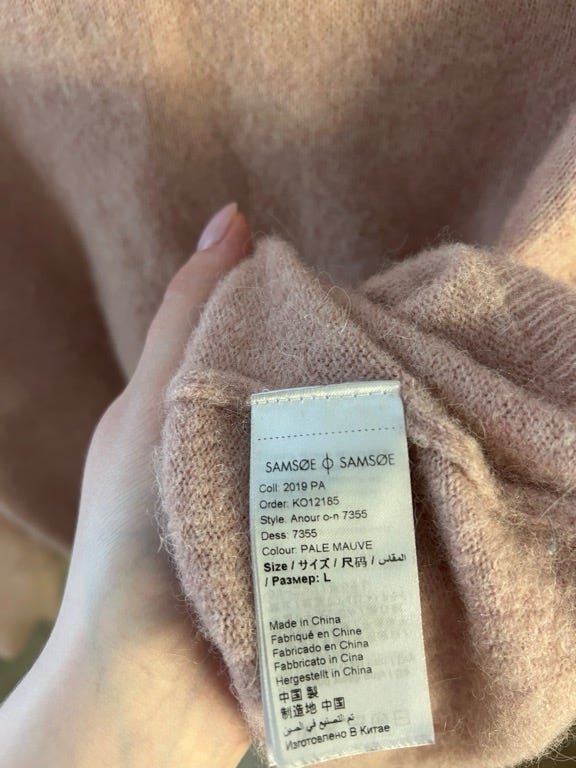 SAMSØE ɸ SAMSØE
Coll: 2019 PA
Order: KO12185
Style: Anour o-n 7355
Dess: 7355
Colour: PALE MAUVE
Size / サイズ / 尺码 / المقاس
/ Размер: L
Made in China
Fabriqué en Chine
Fabricado en China
Fabbricato in Cina
Hergestellt in China
中国 製
制造地 中国
تم التصنيع في الصين
Изготовлено В Китае